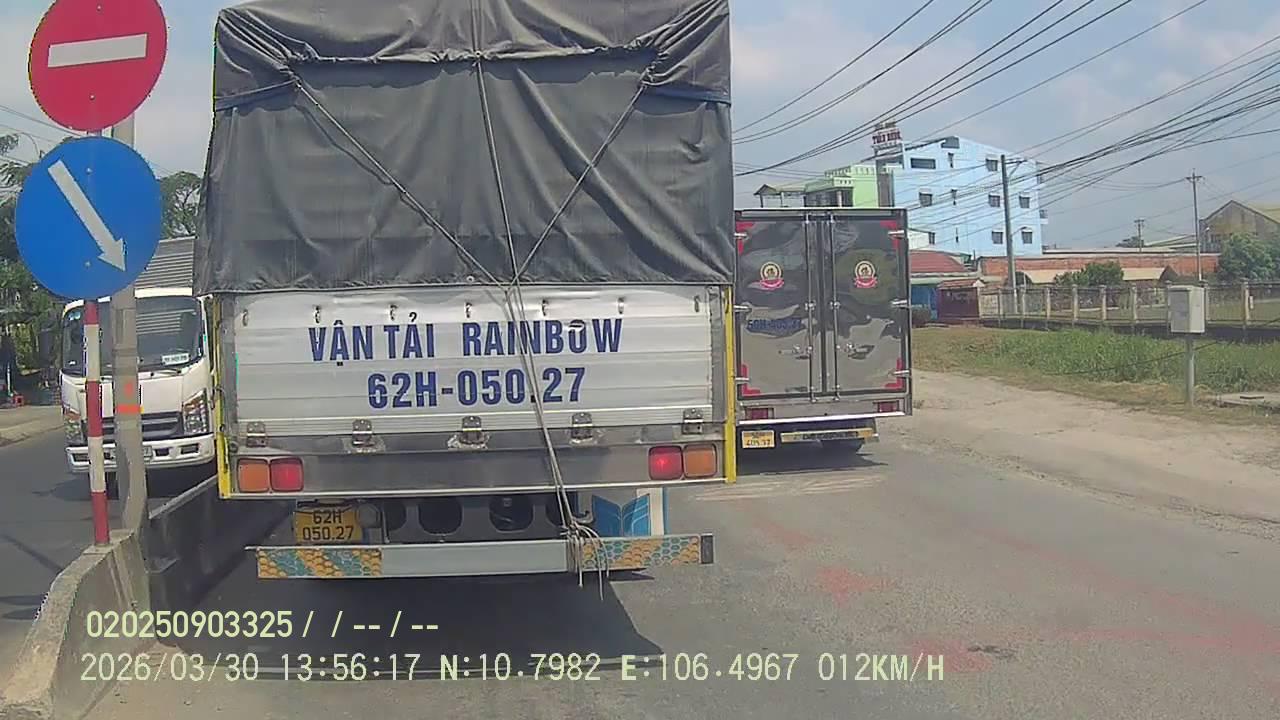 VẬN TẢI RAINBOW
62H-050.27
62H
050.27
020250903325 / / -- / --
2026/03/30 13:56:17 N:10.7982 E:106.4967 012KM/H